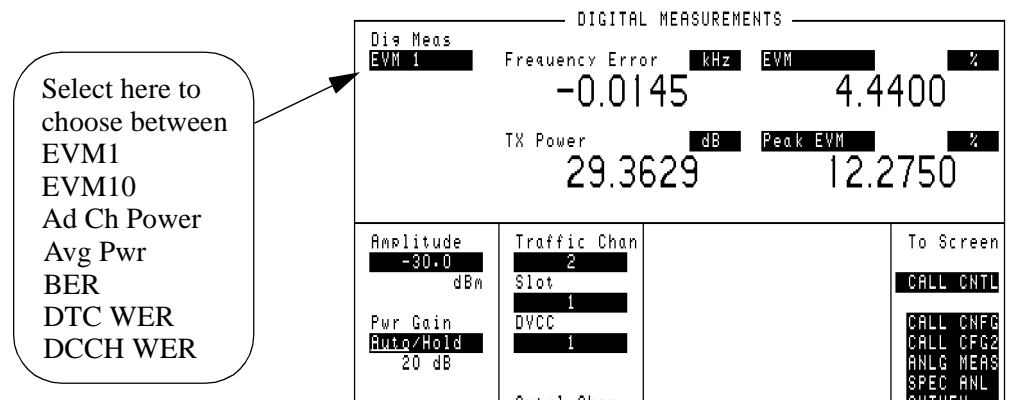 DIGITAL MEASUREMENTS
Dig Meas
EVM 1
Frequency Error kHz
-0.0145
EVM %
4.4400
TX Power dB
29.3629
Peak EVM %
12.2750
Select here to
choose between
EVM1
EVM10
Ad Ch Power
Avg Pwr
BER
DTC WER
DCCH WER
Amplitude
-30.0
dBm
Pwr Gain
Auto/Hold
20 dB
Traffic Chan
2
Slot
1
DVCC
1
To Screen
CALL CNTL
CALL CNFG
CALL CFG2
ANLG MEAS
SPEC ANL